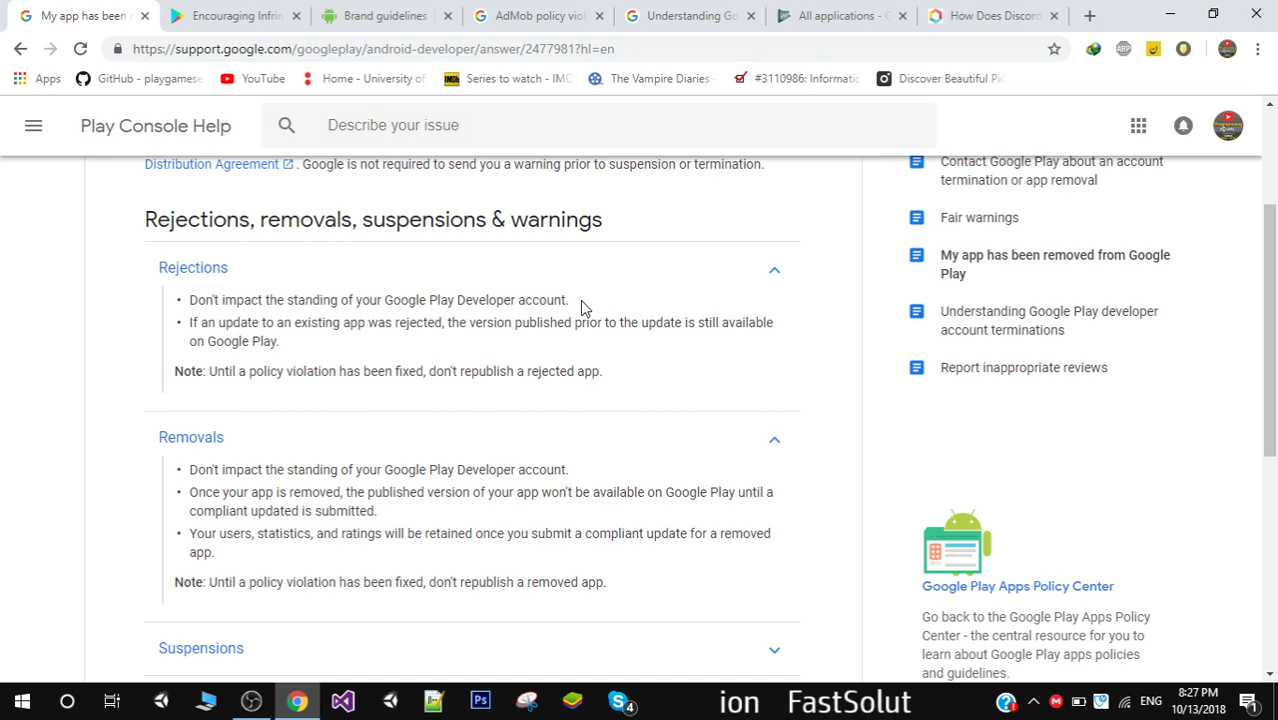 My app has been r
Encouraging Infrin
Brand guidelines
AdMob policy viol
Understanding Go
All applications - G
How Does Discord
https://support.google.com/googleplay/android-developer/answer/2477981?hl=en
Apps
GitHub - playgamese
YouTube
Home - University of
IMDb
Series to watch - IMD
The Vampire Diaries
#3110986: Informati
Discover Beautiful Pi
Play Console Help
Describe your issue
Distribution Agreement . Google is not required to send you a warning prior to suspension or termination.
Rejections, removals, suspensions & warnings
Rejections
• Don't impact the standing of your Google Play Developer account.
• If an update to an existing app was rejected, the version published prior to the update is still available
on Google Play.
Note: Until a policy violation has been fixed, don't republish a rejected app.
Removals
• Don't impact the standing of your Google Play Developer account.
• Once your app is removed, the published version of your app won't be available on Google Play until a
compliant updated is submitted.
• Your users, statistics, and ratings will be retained once you submit a compliant update for a removed
app.
Note: Until a policy violation has been fixed, don't republish a removed app.
Suspensions
Contact Google Play about an account
termination or app removal
Fair warnings
My app has been removed from Google
Play
Understanding Google Play developer
account terminations
Report inappropriate reviews
Google Play Apps Policy Center
Go back to the Google Play Apps Policy
Center - the central resource for you to
learn about Google Play apps policies
and guidelines.
ion FastSolut
ENG
8:27 PM
10/13/2018